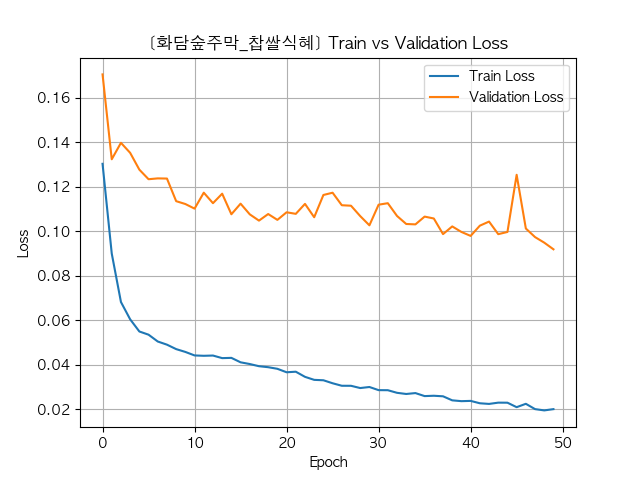 [화담숲주막_찹쌀식혜] Train vs Validation Loss
Train Loss
Validation Loss
Loss
0.16
0.14
0.12
0.10
0.08
0.06
0.04
0.02
0 10 20 30 40 50
Epoch